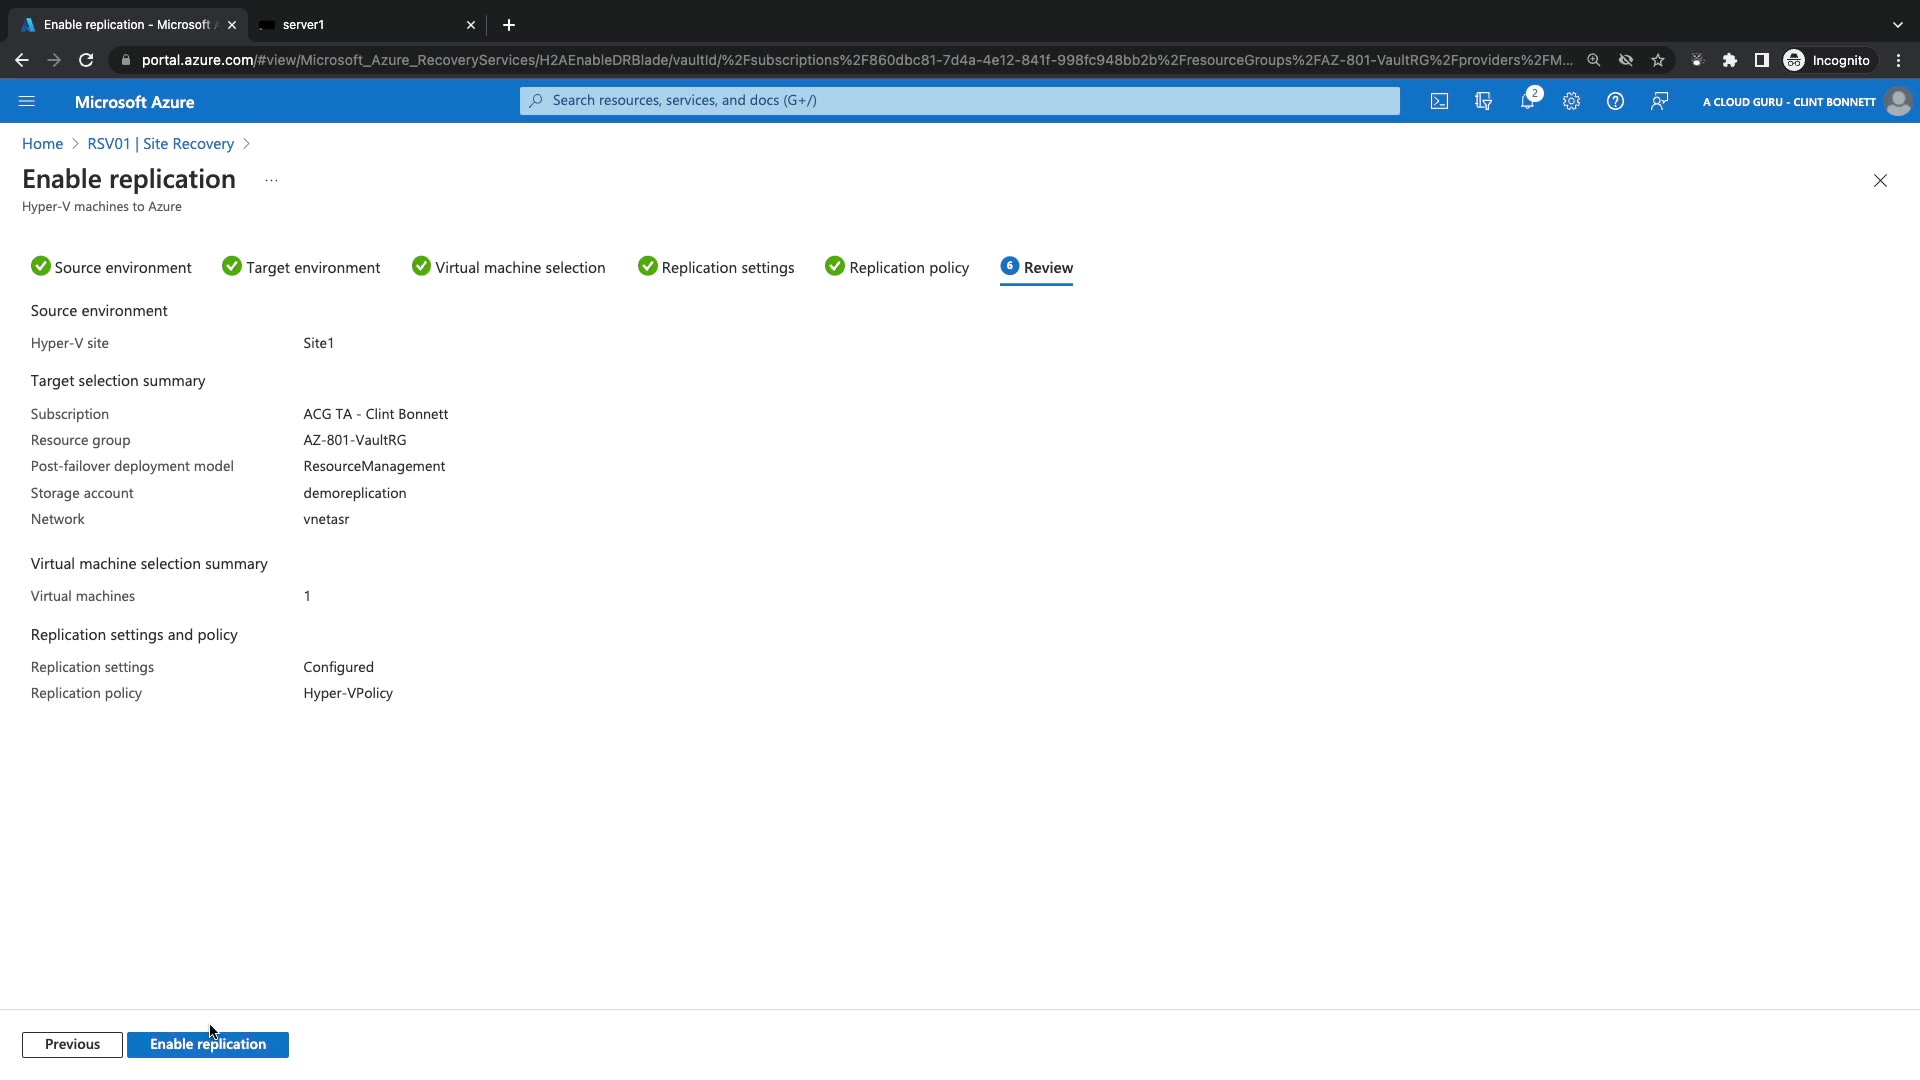 Enable replication - Microsoft A
server1
portal.azure.com/#view/Microsoft_Azure_RecoveryServices/H2AEnableDRBlade/vaultId/%2Fsubscriptions%2F860dbc81-7d4a-4e12-841f-998fc948bb2b%2FresourceGroups%2FAZ-801-VaultRG%2Fproviders%2FM...
Incognito
Microsoft Azure
Search resources, services, and docs (G+/)
2
A CLOUD GURU - CLINT BONNETT
Home > RSV01 | Site Recovery >
Enable replication ...
Hyper-V machines to Azure
Source environment
Target environment
Virtual machine selection
Replication settings
Replication policy
6 Review
Source environment
Hyper-V site Site1
Target selection summary
Subscription ACG TA - Clint Bonnett
Resource group AZ-801-VaultRG
Post-failover deployment model ResourceManagement
Storage account demoreplication
Network vnetasr
Virtual machine selection summary
Virtual machines 1
Replication settings and policy
Replication settings Configured
Replication policy Hyper-VPolicy
Previous
Enable replication